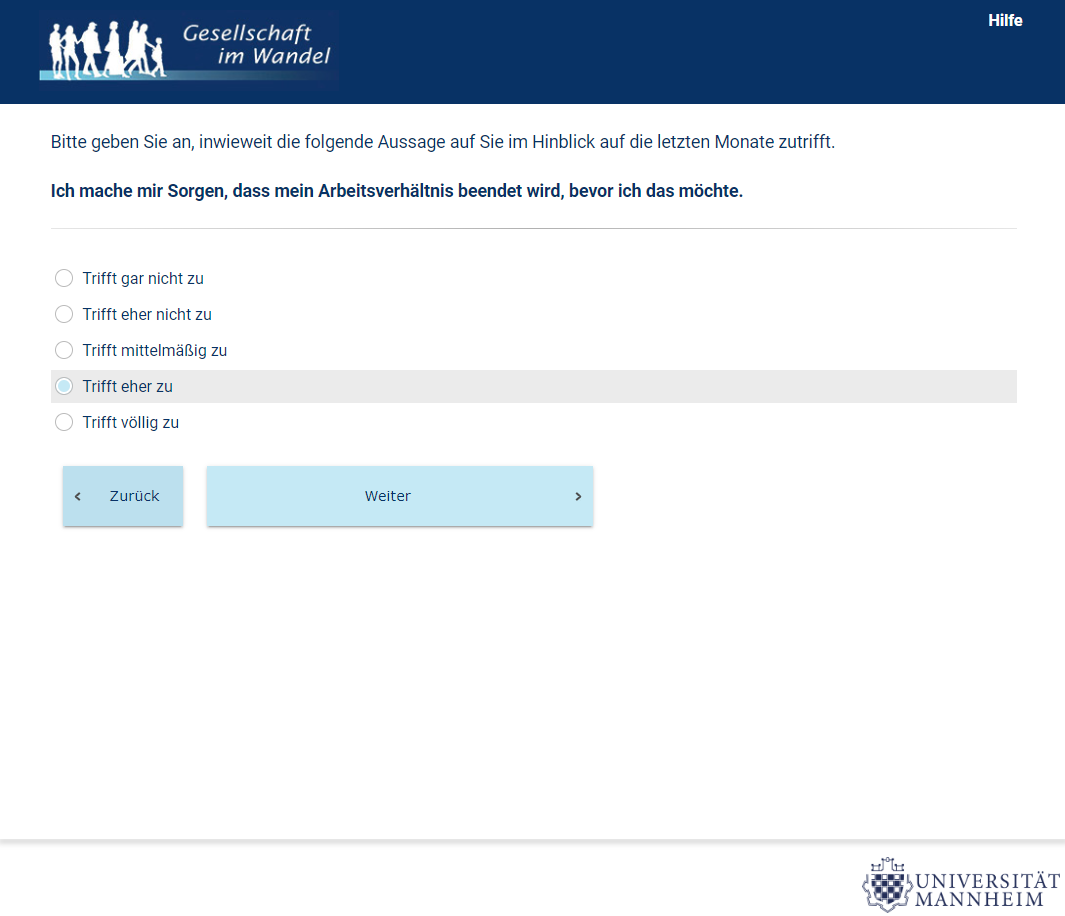 Gesellschaft
im Wandel
Hilfe
Bitte geben Sie an, inwieweit die folgende Aussage auf Sie im Hinblick auf die letzten Monate zutrifft.
Ich mache mir Sorgen, dass mein Arbeitsverhältnis beendet wird, bevor ich das möchte.
Trifft gar nicht zu
Trifft eher nicht zu
Trifft mittelmäßig zu
Trifft eher zu
Trifft völlig zu
Zurück
Weiter
UNIVERSITÄT
MANNHEIM